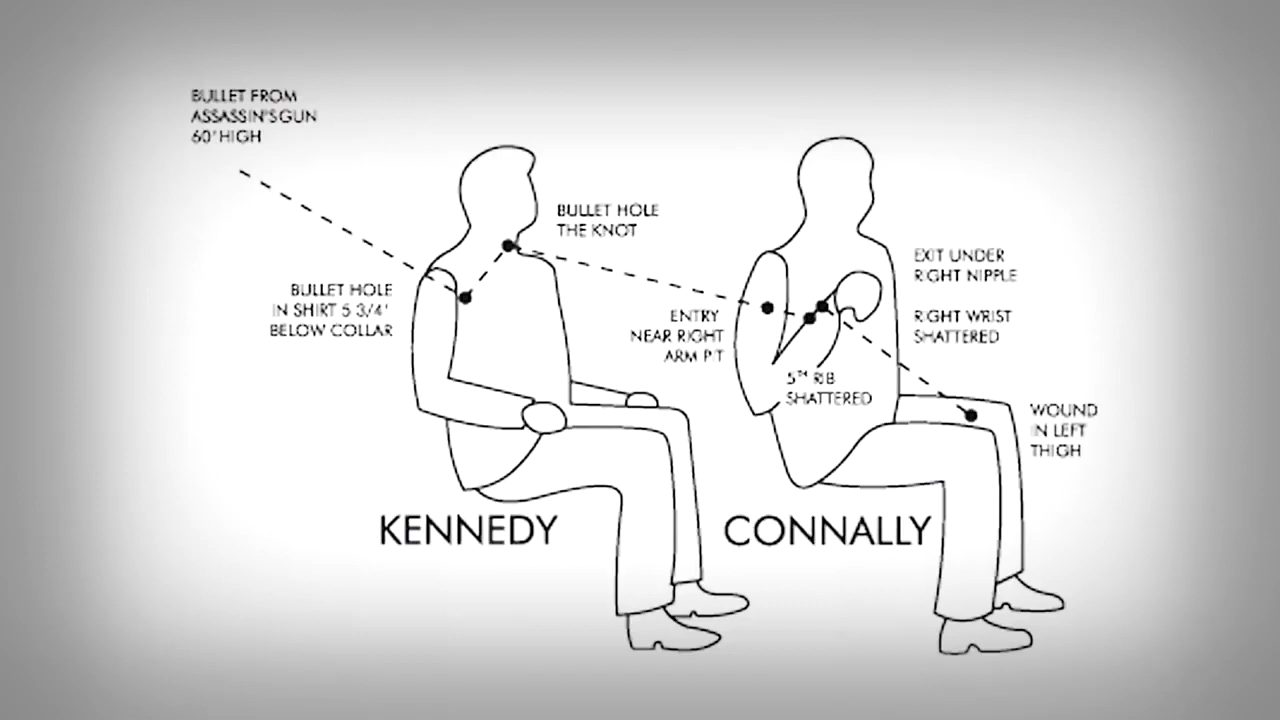 BULLET FROM
ASSASSIN'S GUN
60' HIGH
BULLET HOLE
THE KNOT
BULLET HOLE
IN SHIRT 5 3/4'
BELOW COLLAR
ENTRY
NEAR RIGHT
ARM PIT
EXIT UNDER
RIGHT NIPPLE
RIGHT WRIST
SHATTERED
5TH RIB
SHATTERED
WOUND
IN LEFT
THIGH
KENNEDY
CONNALLY